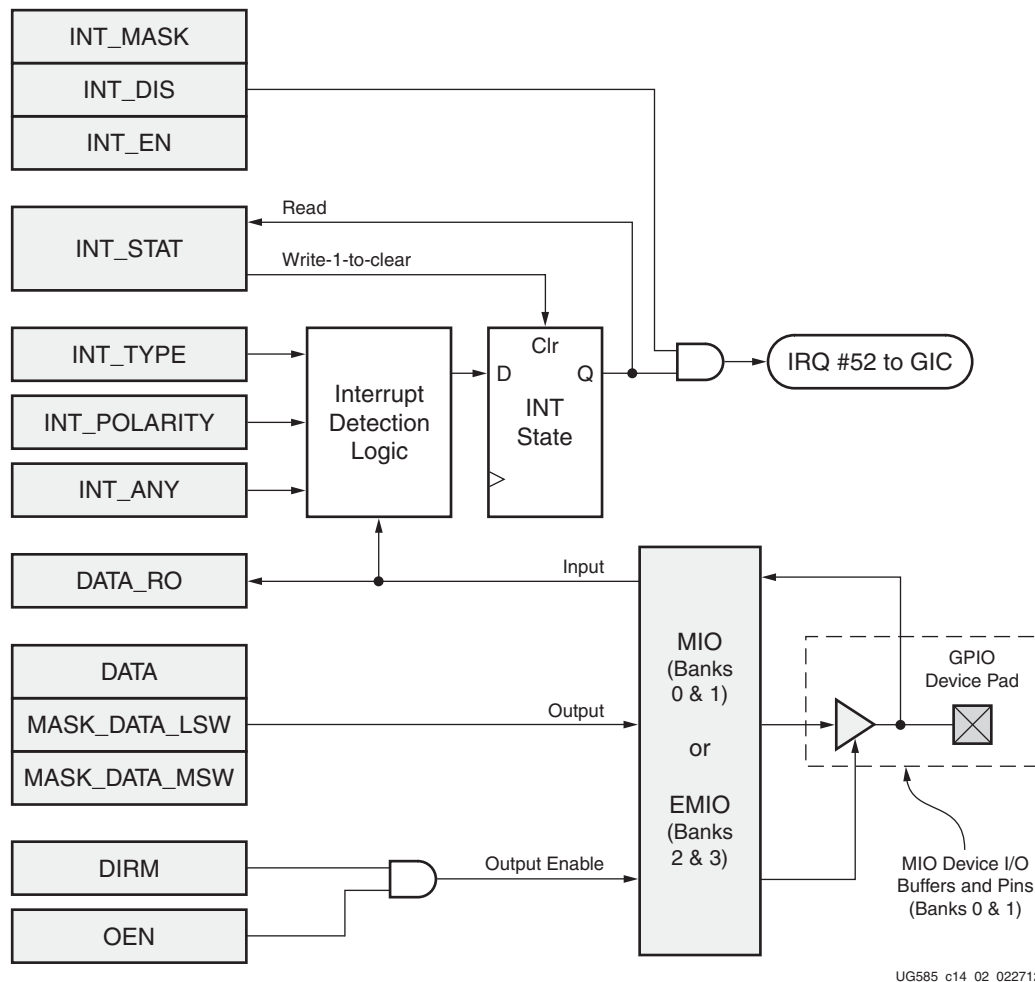 INT_MASK
INT_DIS
INT_EN
INT_STAT
Read
Write-1-to-clear
INT_TYPE
INT_POLARITY
INT_ANY
Interrupt
Detection
Logic
Clr
D
Q
INT
State
IRQ #52 to GIC
DATA_RO
Input
DATA
MASK_DATA_LSW
MASK_DATA_MSW
Output
MIO
(Banks
0 & 1)
or
EMIO
(Banks
2 & 3)
GPIO
Device Pad
DIRM
OEN
Output Enable
MIO Device I/O
Buffers and Pins
(Banks 0 & 1)
UG585_c14_02_022712